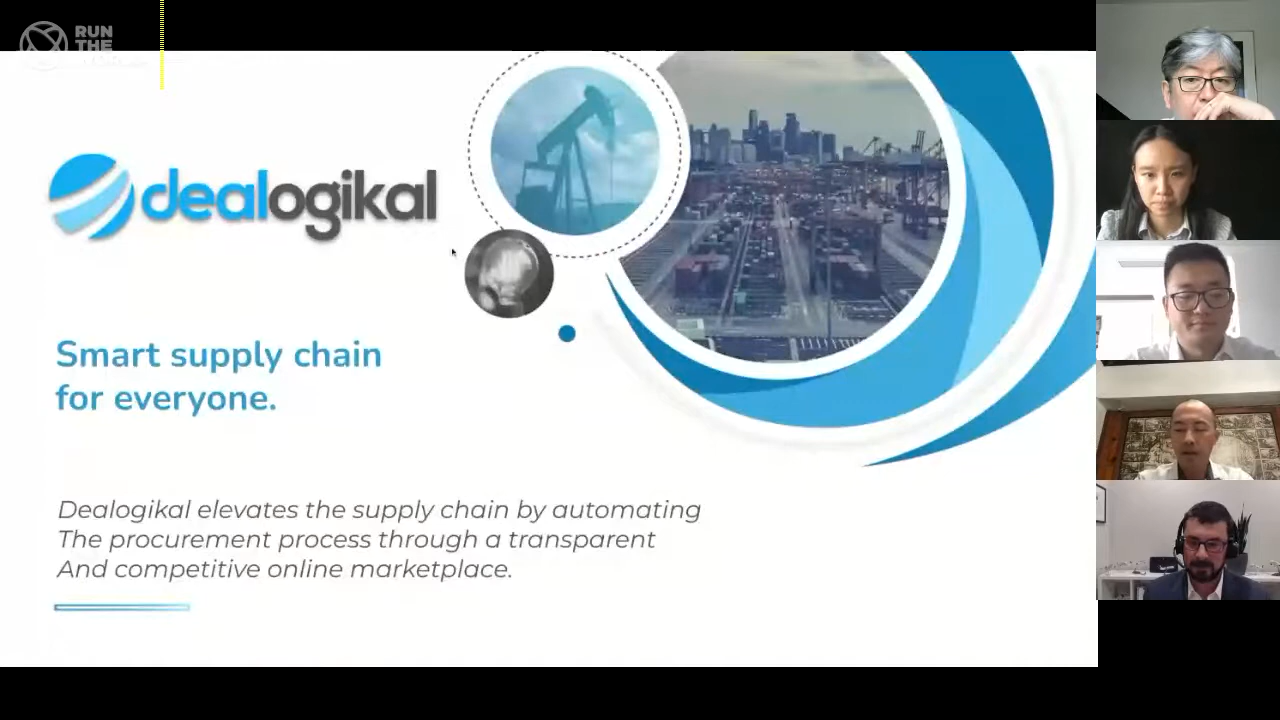 RUN
THE
dealogikal
Smart supply chain
for everyone.
Dealogikal elevates the supply chain by automating
The procurement process through a transparent
And competitive online marketplace.